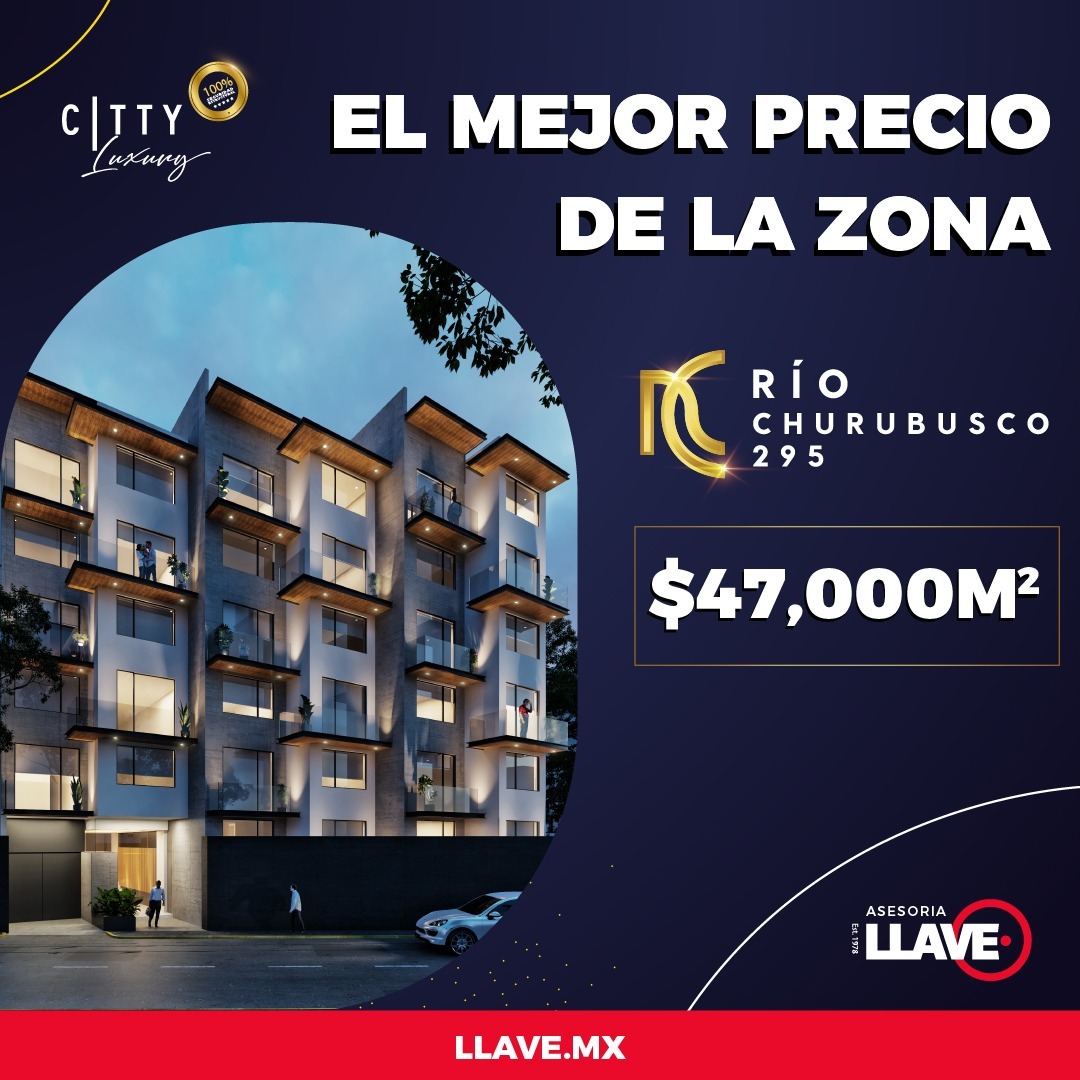 CITTY
Luxury
100%
EL MEJOR PRECIO
DE LA ZONA
RÍO
CHURUBUSCO
295
$47,000M²
ASESORIA
Est. 1978
LLAVE
LLAVE.MX